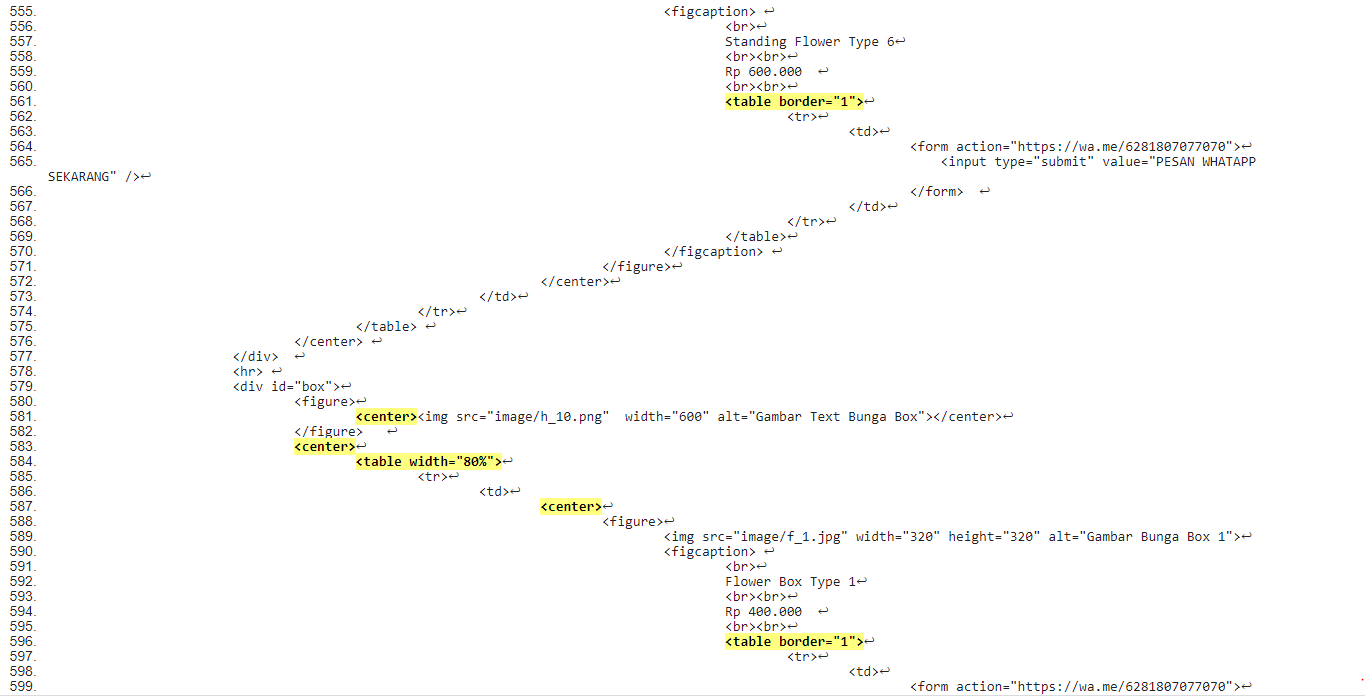 555. <figcaption> ↩
556. <br>↩
557. Standing Flower Type 6↩
558. <br><br>↩
559. Rp 600.000 ↩
560. <br><br>↩
561. <table border="1">↩
562. <tr>↩
563. <td>↩
564. <form action="https://wa.me/6281807077070">↩
565. <input type="submit" value="PESAN WHATAPP
SEKARANG" />↩
566. </form> ↩
567. </td>↩
568. </tr>↩
569. </table>↩
570. </figcaption> ↩
571. </figure>↩
572. </center>↩
573. </td>↩
574. </tr>↩
575. </table> ↩
576. </center> ↩
577. </div> ↩
578. <hr> ↩
579. <div id="box">↩
580. <figure>↩
581. <center><img src="image/h_10.png" width="600" alt="Gambar Text Bunga Box"></center>↩
582. </figure> ↩
583. <center>↩
584. <table width="80%">↩
585. <tr>↩
586. <td>↩
587. <center>↩
588. <figure>↩
589. <img src="image/f_1.jpg" width="320" height="320" alt="Gambar Bunga Box 1">↩
590. <figcaption> ↩
591. <br>↩
592. Flower Box Type 1↩
593. <br><br>↩
594. Rp 400.000 ↩
595. <br><br>↩
596. <table border="1">↩
597. <tr>↩
598. <td>↩
599. <form action="https://wa.me/6281807077070">↩